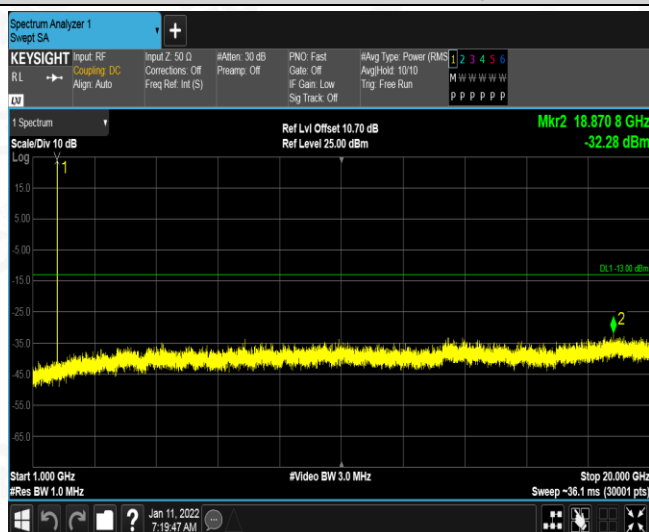 Spectrum Analyzer 1
Swept SA
+
KEYSIGHT
RL
LXI
Input: RF
Coupling: DC
Align: Auto
Input Z: 50 Ω
Corrections: Off
Freq Ref: Int (S)
#Atten: 30 dB
Preamp: Off
PNO: Fast
Gate: Off
IF Gain: Low
Sig Track: Off
#Avg Type: Power (RMS
Avg|Hold: 10/10
Trig: Free Run
1 2 3 4 5 6
M W W W W W
P P P P P P
1 Spectrum
Scale/Div 10 dB
Ref Lvl Offset 10.70 dB
Ref Level 25.00 dBm
Mkr2 18.870 8 GHz
-32.28 dBm
Log
1
15.0
5.00
-5.00
DL1 -13.00 dBm
-15.0
-25.0
2
-35.0
-45.0
-55.0
-65.0
Start 1.000 GHz
#Video BW 3.0 MHz
Stop 20.000 GHz
#Res BW 1.0 MHz
Sweep ~36.1 ms (30001 pts)
?
Jan 11, 2022
7:19:47 AM